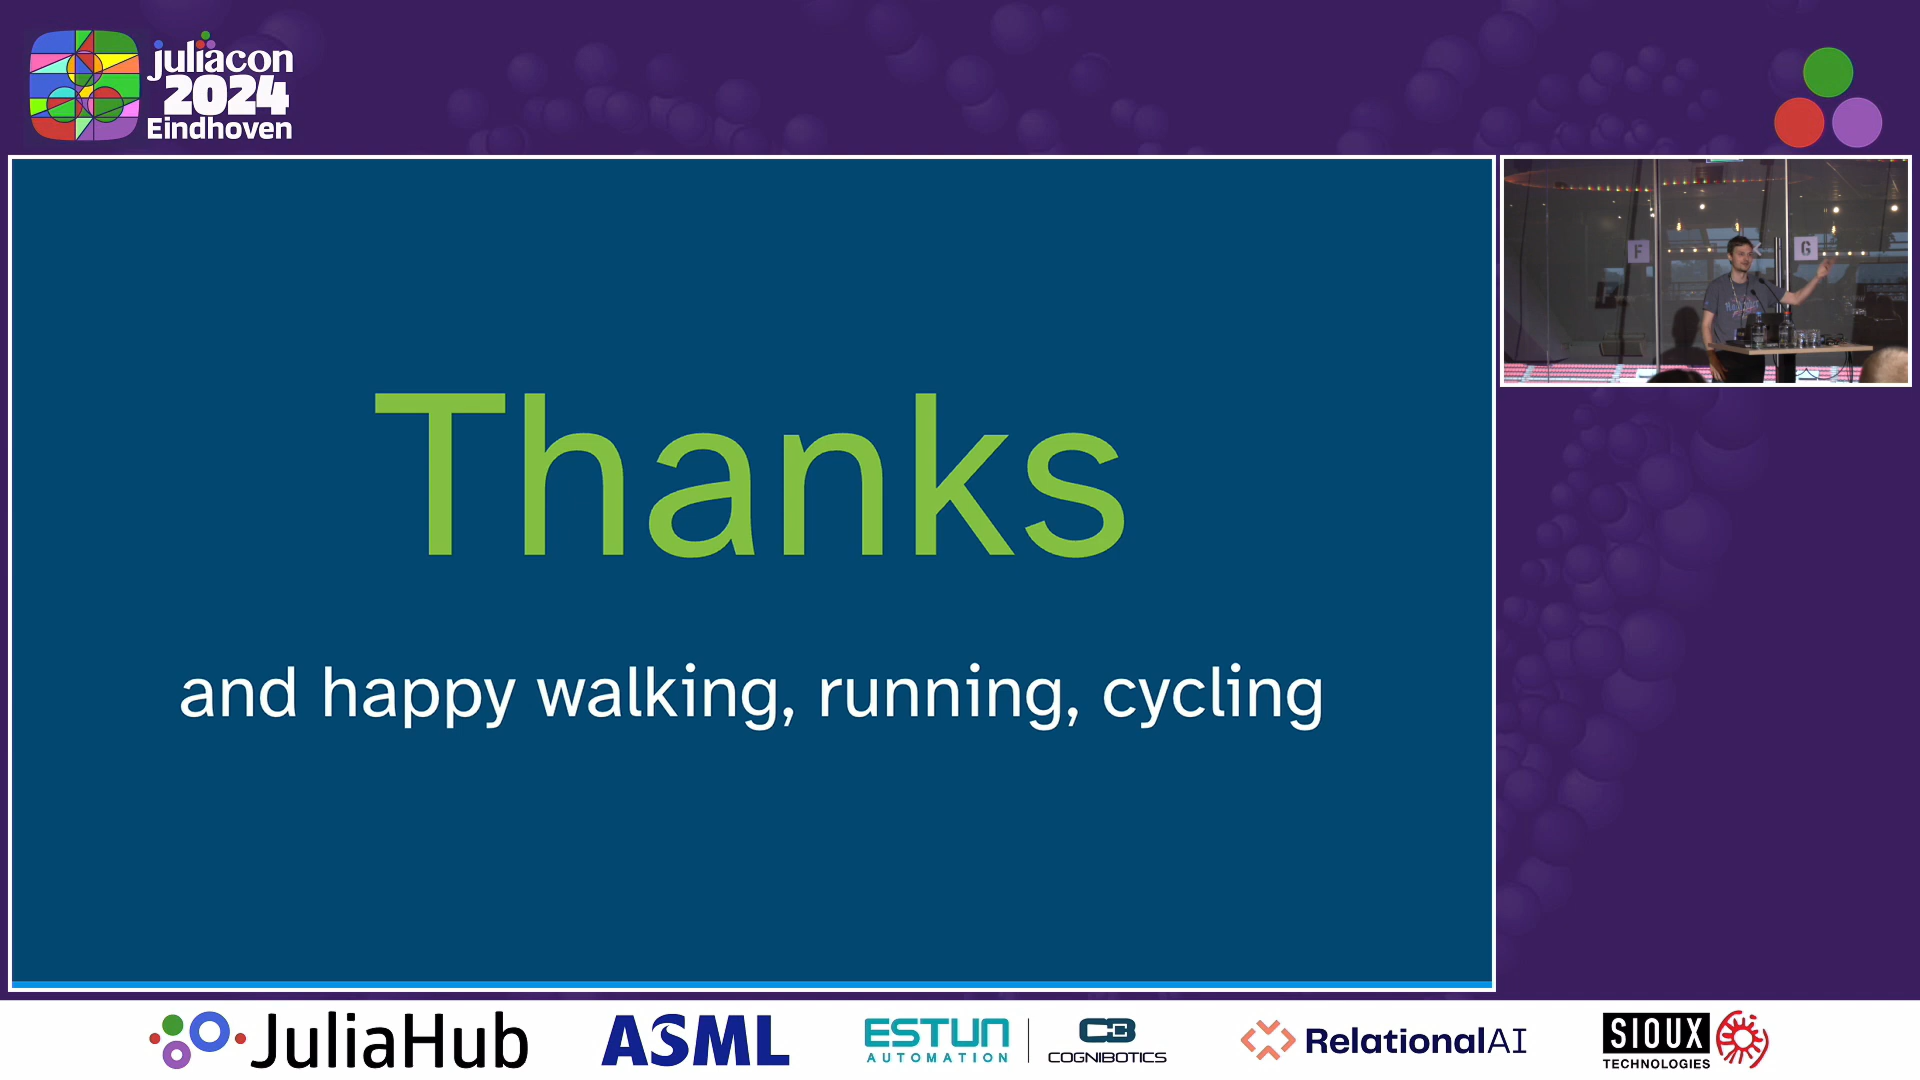 juliacon
2024
Eindhoven
F
G
Thanks
and happy walking, running, cycling
JuliaHub
ASML
ESTUN
AUTOMATION
COGNIBOTICS
RelationalAI
SIOUX
TECHNOLOGIES